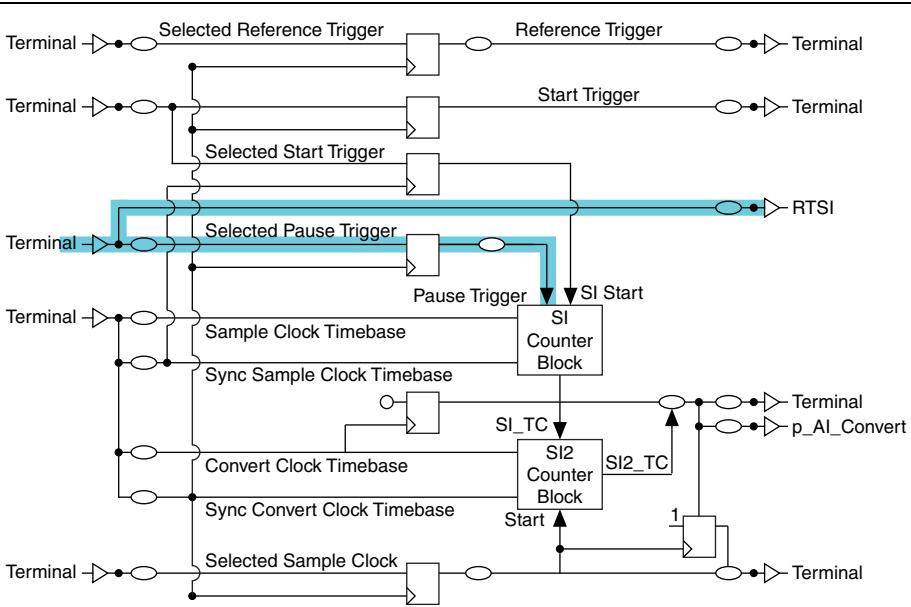 Selected Reference Trigger
Reference Trigger
Terminal
Terminal
Start Trigger
Terminal
Terminal
Selected Start Trigger
RTSI
Selected Pause Trigger
Terminal
Pause Trigger
SI Start
Terminal
SI
Counter
Block
Sample Clock Timebase
Sync Sample Clock Timebase
Terminal
SI_TC
p_AI_Convert
SI2
Counter
Block
SI2_TC
Convert Clock Timebase
Sync Convert Clock Timebase
Start
1
Selected Sample Clock
Terminal
Terminal